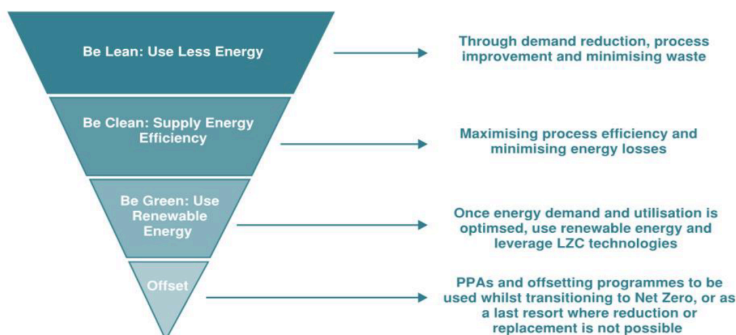 Be Lean: Use Less Energy
Through demand reduction, process
improvement and minimising waste
Be Clean: Supply Energy
Efficiency
Maximising process efficiency and
minimising energy losses
Be Green: Use
Renewable
Energy
Once energy demand and utilisation is
optimsed, use renewable energy and
leverage LZC technologies
Offset
PPAs and offsetting programmes to be
used whilst transitioning to Net Zero, or as
a last resort where reduction or
replacement is not possible